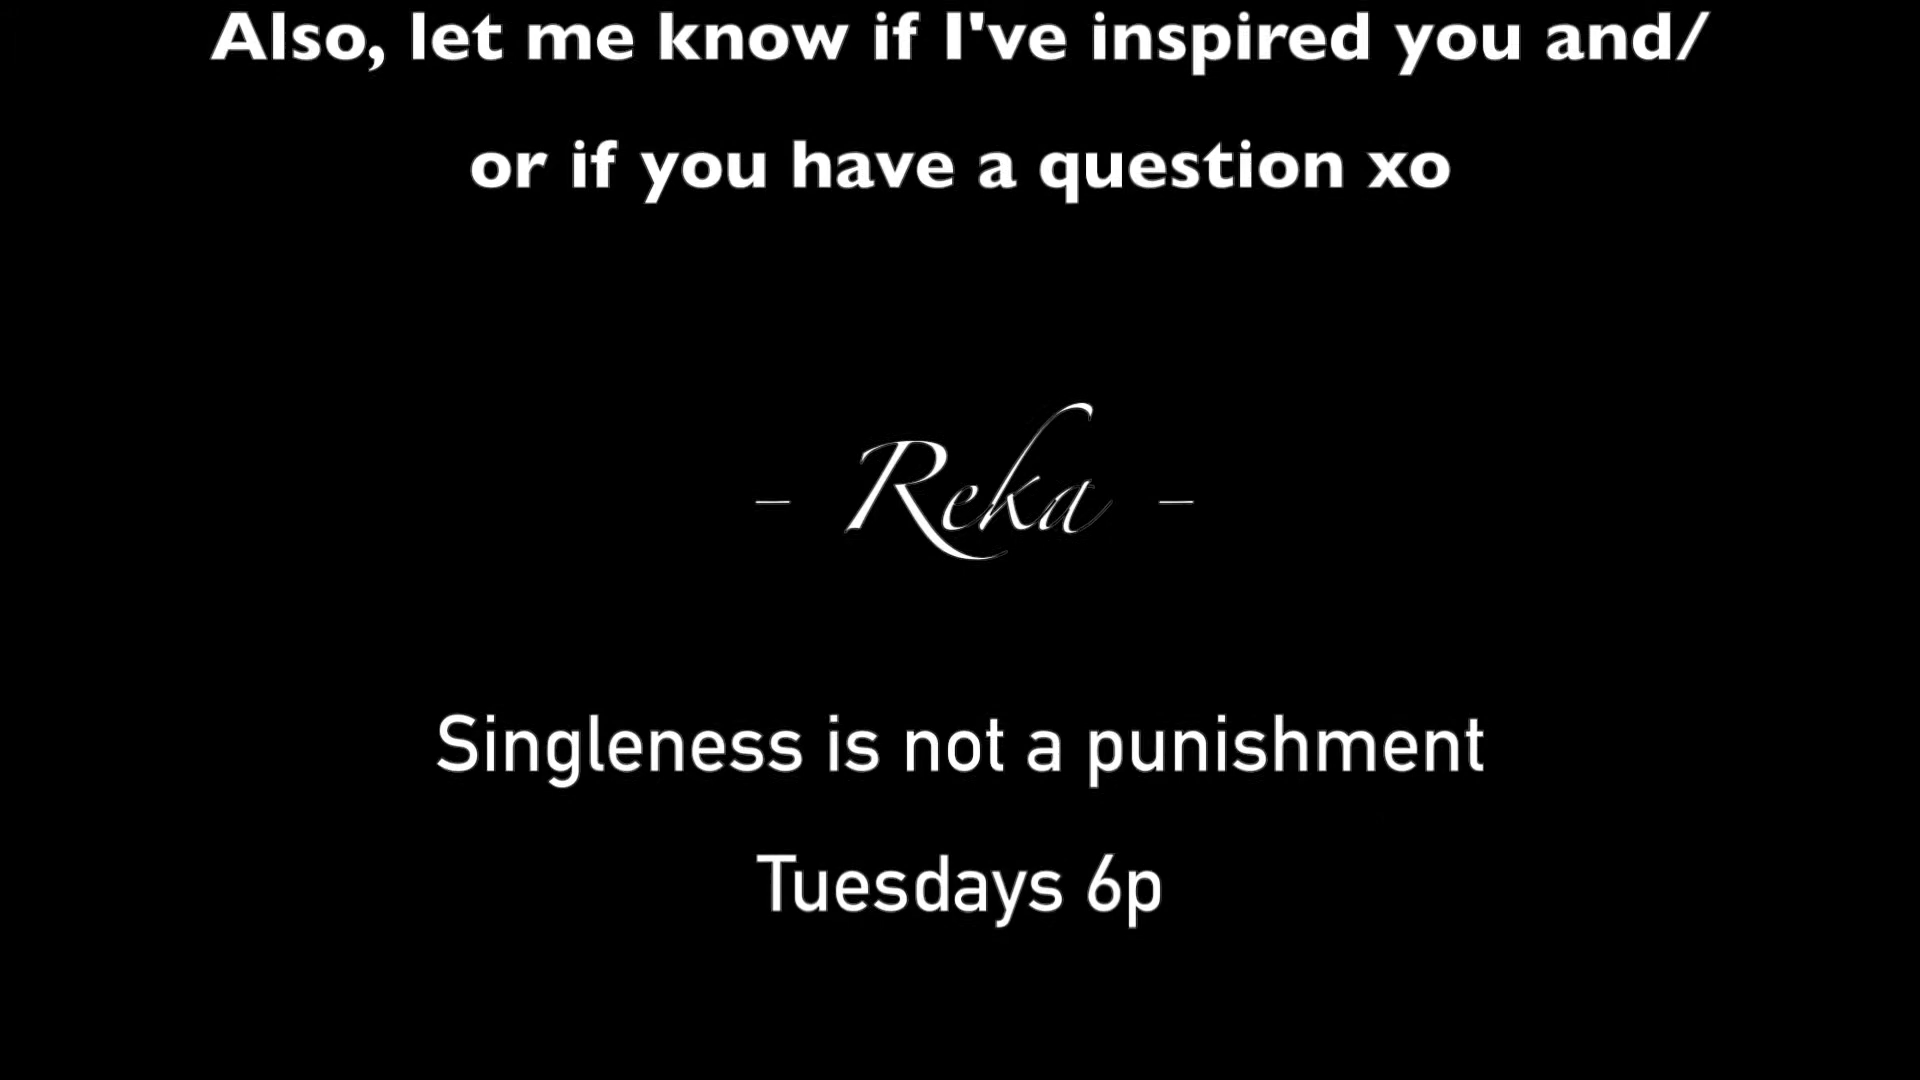 Also, let me know if I've inspired you and/
or if you have a question xo
– Reka –
Singleness is not a punishment
Tuesdays 6p